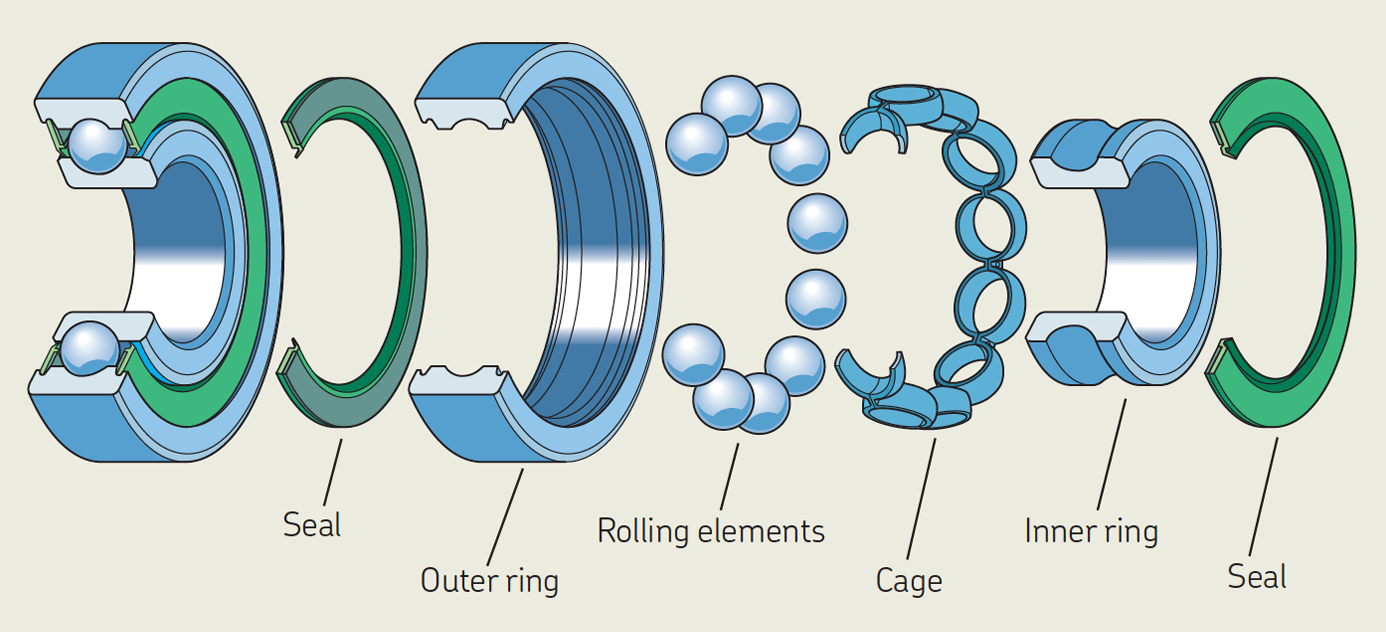 Seal
Outer ring
Rolling elements
Cage
Inner ring
Seal